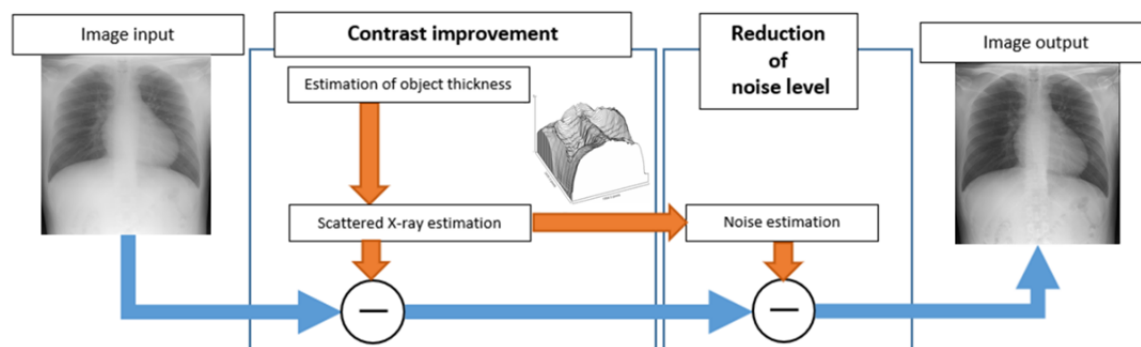 Image input
Contrast improvement
Estimation of object thickness
Scattered X-ray estimation
Reduction
of
noise level
Noise estimation
Image output